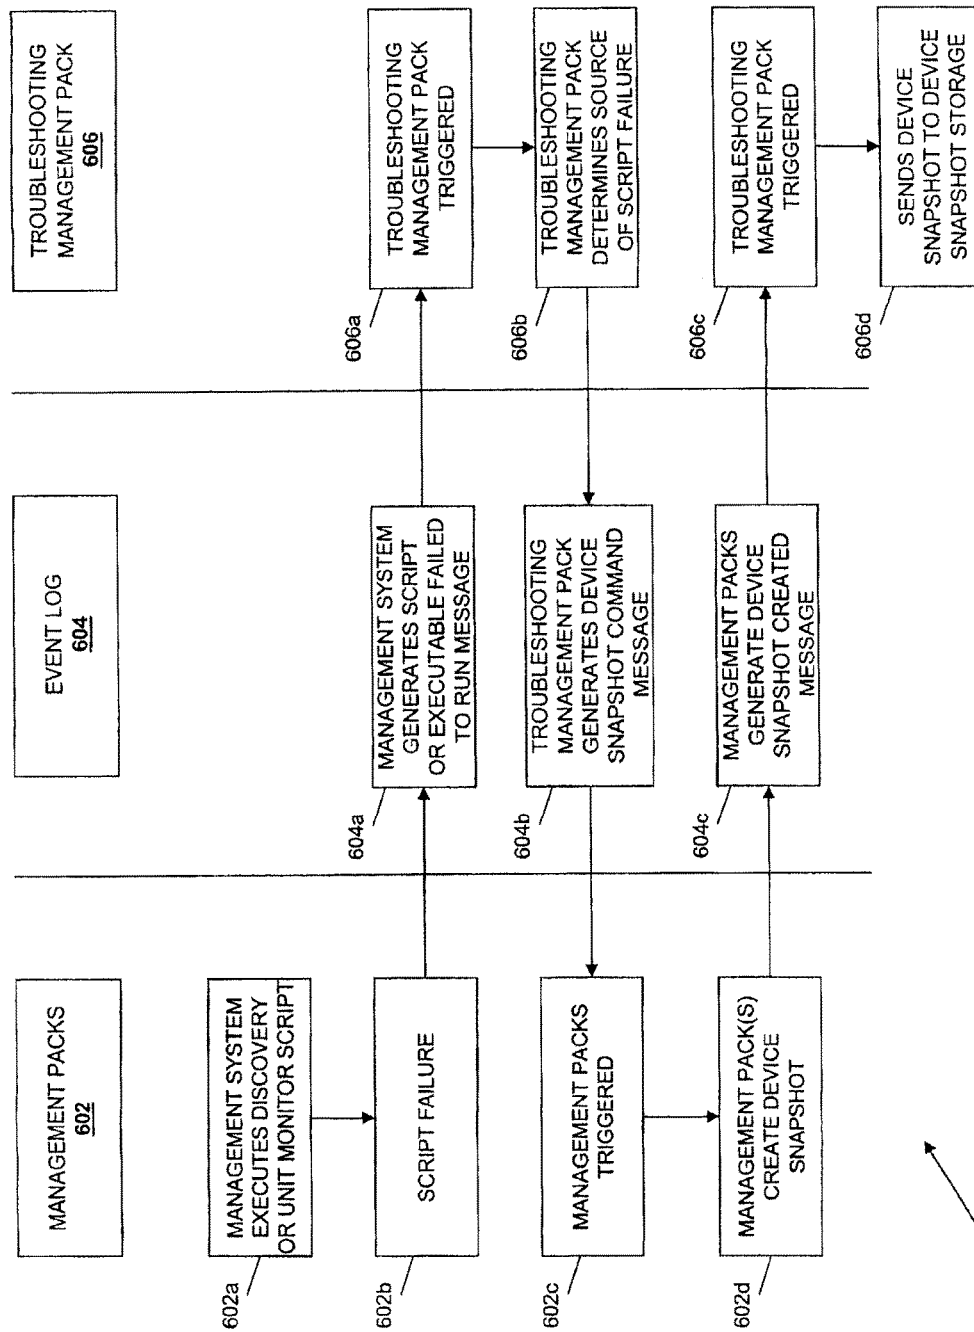 MANAGEMENT PACKS
602
EVENT LOG
604
TROUBLESHOOTING
MANAGEMENT PACK
606
602a
MANAGEMENT SYSTEM
EXECUTES DISCOVERY
OR UNIT MONITOR SCRIPT
602b
SCRIPT FAILURE
604a
MANAGEMENT SYSTEM
GENERATES SCRIPT
OR EXECUTABLE FAILED
TO RUN MESSAGE
606a
TROUBLESHOOTING
MANAGEMENT PACK
TRIGGERED
606b
TROUBLESHOOTING
MANAGEMENT PACK
DETERMINES SOURCE
OF SCRIPT FAILURE
604b
TROUBLESHOOTING
MANAGEMENT PACK
GENERATES DEVICE
SNAPSHOT COMMAND
MESSAGE
602c
MANAGEMENT PACKS
TRIGGERED
602d
MANAGEMENT PACK(S)
CREATE DEVICE
SNAPSHOT
604c
MANAGEMENT PACKS
GENERATE DEVICE
SNAPSHOT CREATED
MESSAGE
606c
TROUBLESHOOTING
MANAGEMENT PACK
TRIGGERED
606d
SENDS DEVICE
SNAPSHOT TO DEVICE
SNAPSHOT STORAGE